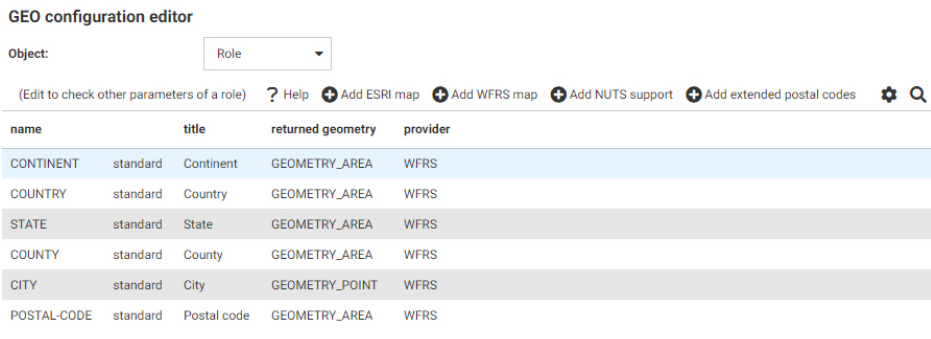 GEO configuration editor
Object: Role
(Edit to check other parameters of a role) ? Help Add ESRI map Add WFRS map Add NUTS support Add extended postal codes
name title returned geometry provider
CONTINENT standard Continent GEOMETRY_AREA WFRS
COUNTRY standard Country GEOMETRY_AREA WFRS
STATE standard State GEOMETRY_AREA WFRS
COUNTY standard County GEOMETRY_AREA WFRS
CITY standard City GEOMETRY_POINT WFRS
POSTAL-CODE standard Postal code GEOMETRY_AREA WFRS